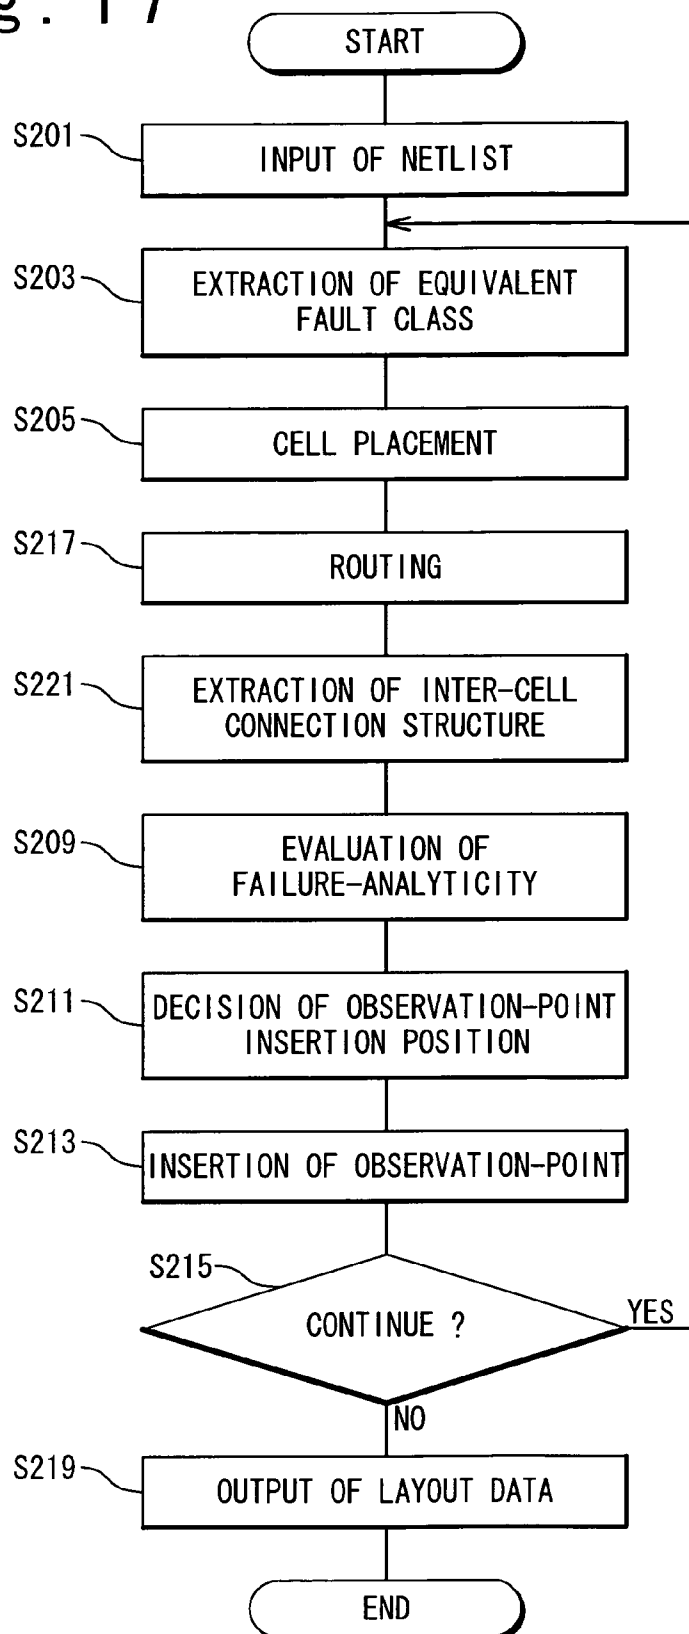 g. 17
START
S201
INPUT OF NETLIST
S203
EXTRACTION OF EQUIVALENT
FAULT CLASS
S205
CELL PLACEMENT
S217
ROUTING
S221
EXTRACTION OF INTER-CELL
CONNECTION STRUCTURE
S209
EVALUATION OF
FAILURE-ANALYTICITY
S211
DECISION OF OBSERVATION-POINT
INSERTION POSITION
S213
INSERTION OF OBSERVATION-POINT
S215
CONTINUE ?
YES
NO
S219
OUTPUT OF LAYOUT DATA
END